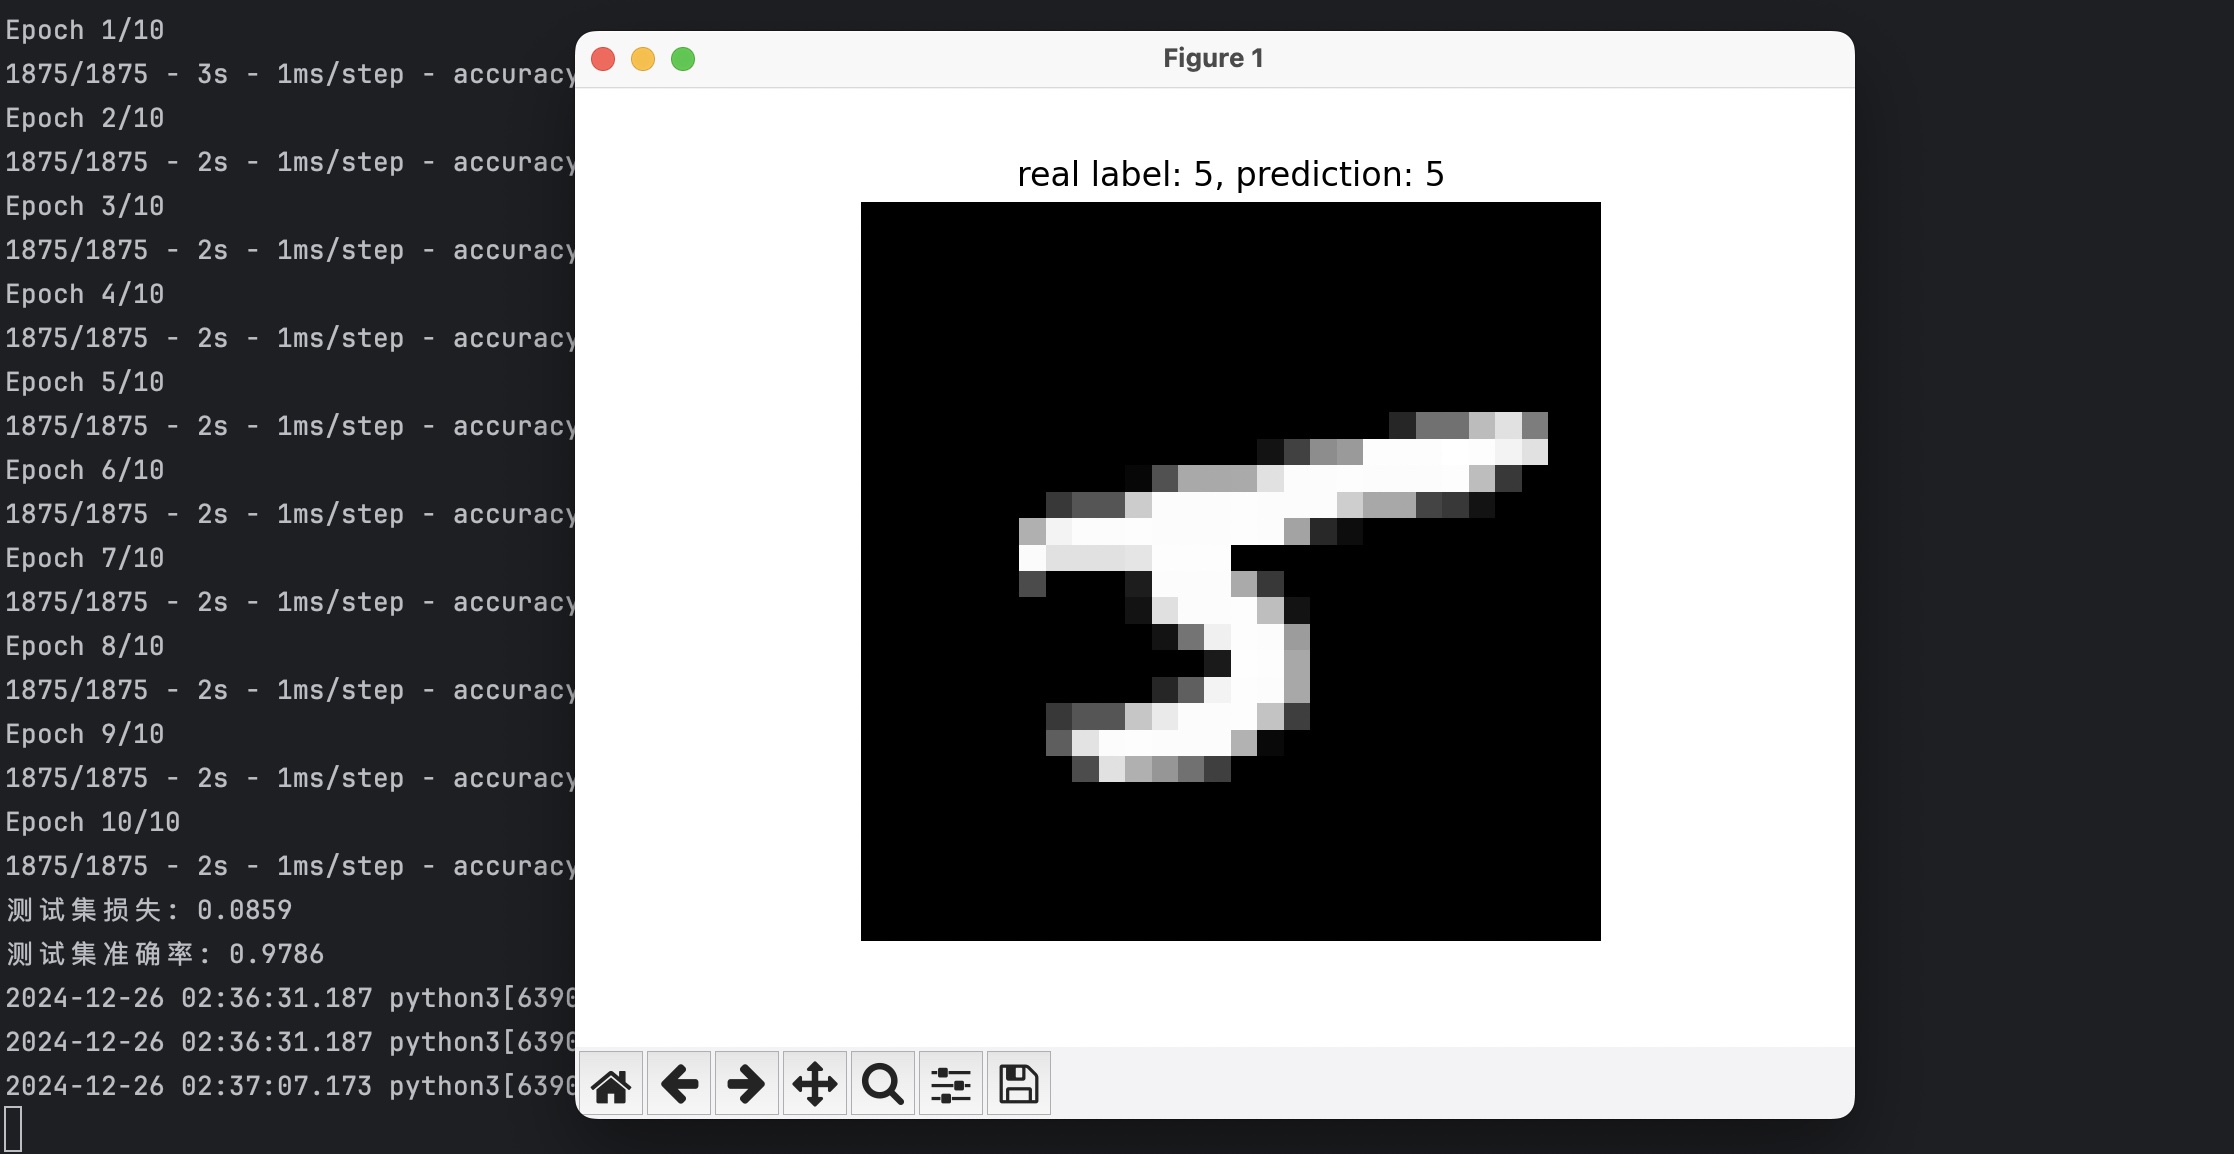 Epoch 1/10
1875/1875 - 3s - 1ms/step - accuracy
Epoch 2/10
1875/1875 - 2s - 1ms/step - accuracy
Epoch 3/10
1875/1875 - 2s - 1ms/step - accuracy
Epoch 4/10
1875/1875 - 2s - 1ms/step - accuracy
Epoch 5/10
1875/1875 - 2s - 1ms/step - accuracy
Epoch 6/10
1875/1875 - 2s - 1ms/step - accuracy
Epoch 7/10
1875/1875 - 2s - 1ms/step - accuracy
Epoch 8/10
1875/1875 - 2s - 1ms/step - accuracy
Epoch 9/10
1875/1875 - 2s - 1ms/step - accuracy
Epoch 10/10
1875/1875 - 2s - 1ms/step - accuracy
测试集损失: 0.0859
测试集准确率: 0.9786
2024-12-26 02:36:31.187 python3[6390
2024-12-26 02:36:31.187 python3[6390
2024-12-26 02:37:07.173 python3[6390
Figure 1
real label: 5, prediction: 5
5